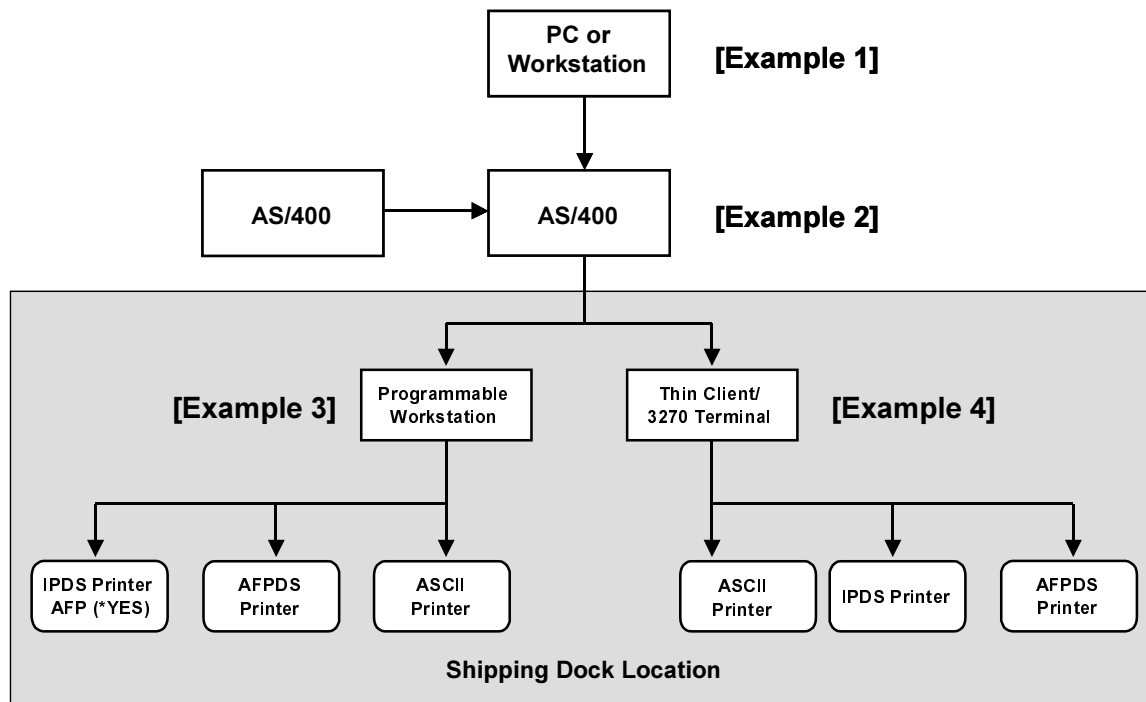 PC or
Workstation
[Example 1]
AS/400
AS/400
[Example 2]
[Example 3]
Programmable
Workstation
Thin Client/
3270 Terminal
[Example 4]
IPDS Printer
AFP (*YES)
AFPDS
Printer
ASCII
Printer
ASCII
Printer
IPDS Printer
AFPDS
Printer
Shipping Dock Location